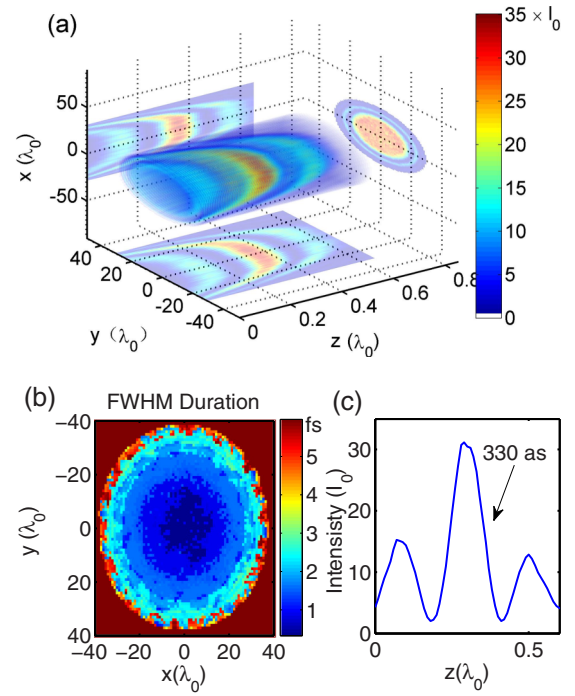 (a)
35 × I₀
30
25
20
15
10
5
0
x (λ₀)
50
0
-50
y (λ₀)
40
20
0
-20
-40
z (λ₀)
0
0.2
0.4
0.6
0.8
(b)
FWHM Duration
y (λ₀)
−40
−20
0
20
40
−40 −20 0 20 40
x(λ₀)
fs
5
4
3
2
1
(c)
330 as
Intensisty (I₀)
30
20
10
0
0 0.5
z(λ₀)